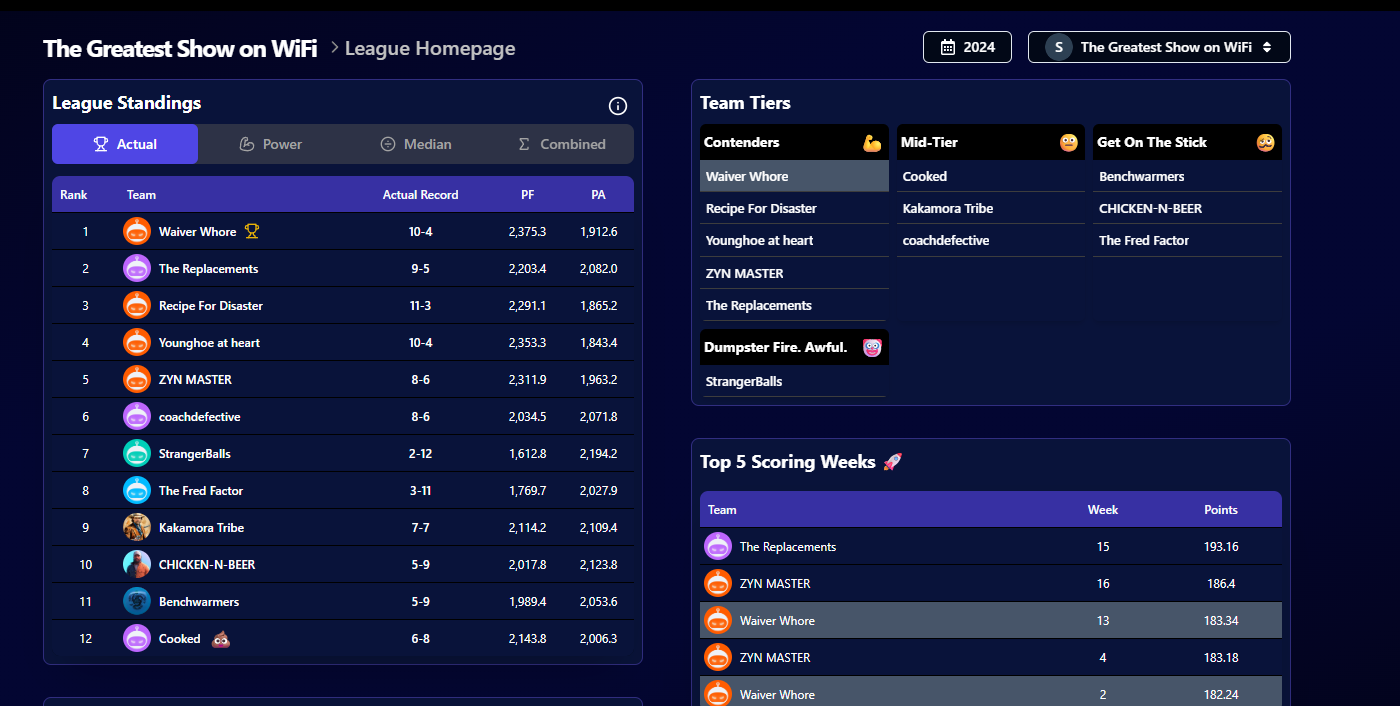 The Greatest Show on WiFi > League Homepage
2024
S The Greatest Show on WiFi
League Standings
Actual Power Median Combined
Rank Team Actual Record PF PA
1 Waiver Whore 10-4 2,375.3 1,912.6
2 The Replacements 9-5 2,203.4 2,082.0
3 Recipe For Disaster 11-3 2,291.1 1,865.2
4 Younghoe at heart 10-4 2,353.3 1,843.4
5 ZYN MASTER 8-6 2,311.9 1,963.2
6 coachdefective 8-6 2,034.5 2,071.8
7 StrangerBalls 2-12 1,612.8 2,194.2
8 The Fred Factor 3-11 1,769.7 2,027.9
9 Kakamora Tribe 7-7 2,114.2 2,109.4
10 CHICKEN-N-BEER 5-9 2,017.8 2,123.8
11 Benchwarmers 5-9 1,989.4 2,053.6
12 Cooked 💩 6-8 2,143.8 2,006.3
Team Tiers
Contenders 💪
Waiver Whore
Recipe For Disaster
Younghoe at heart
ZYN MASTER
The Replacements
Mid-Tier 😐
Cooked
Kakamora Tribe
coachdefective
Get On The Stick 🥴
Benchwarmers
CHICKEN-N-BEER
The Fred Factor
Dumpster Fire. Awful. 🤡
StrangerBalls
Top 5 Scoring Weeks 🚀
Team Week Points
The Replacements 15 193.16
ZYN MASTER 16 186.4
Waiver Whore 13 183.34
ZYN MASTER 4 183.18
Waiver Whore 2 182.24